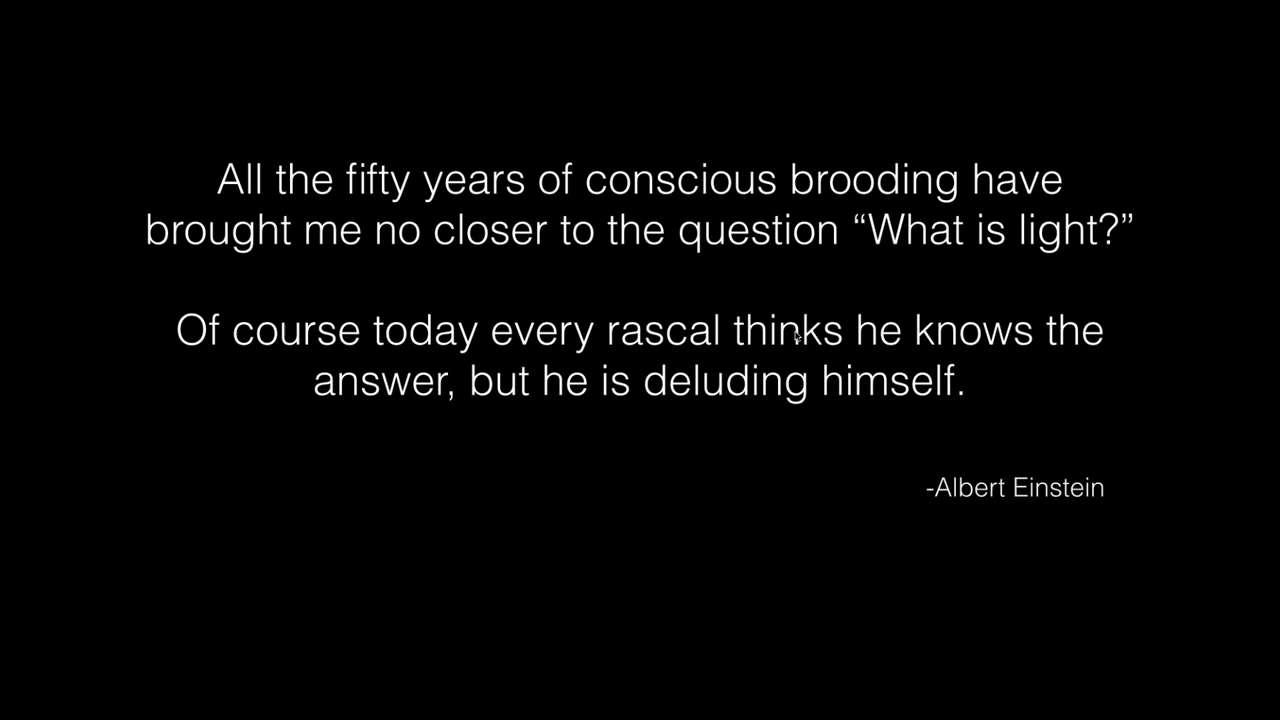 All the fifty years of conscious brooding have
brought me no closer to the question “What is light?”
Of course today every rascal thinks he knows the
answer, but he is deluding himself.
-Albert Einstein